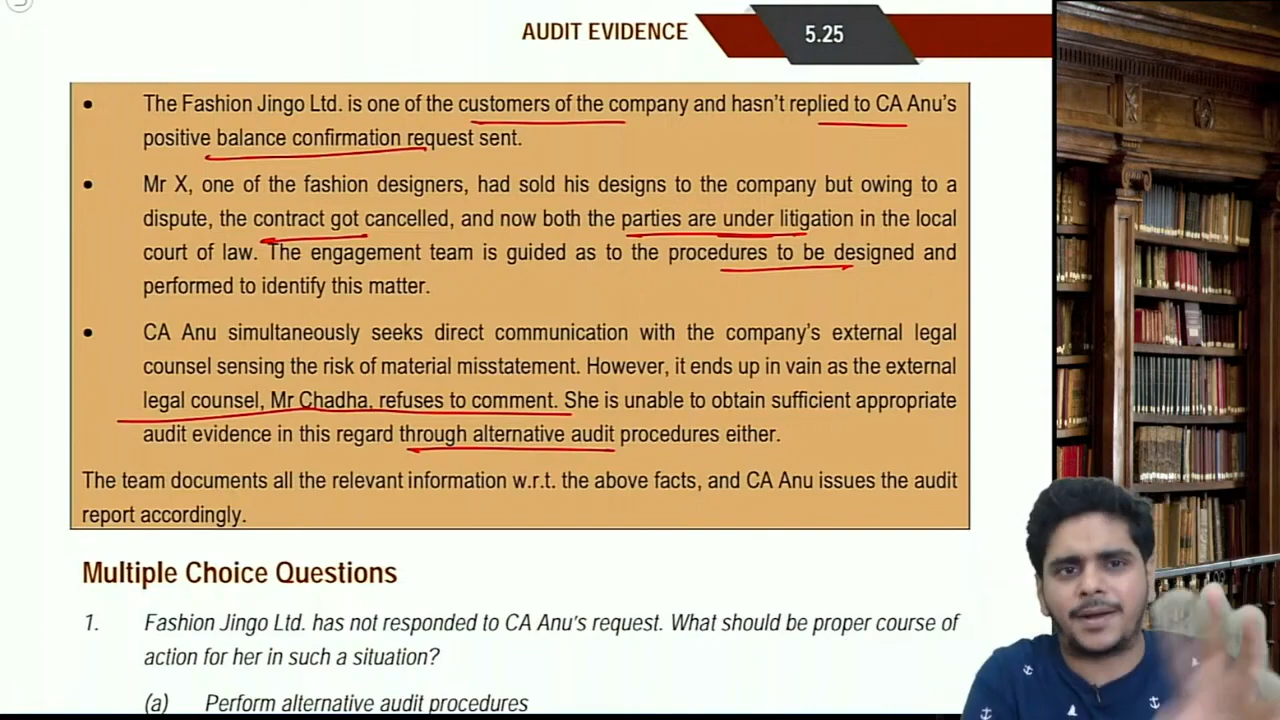 AUDIT EVIDENCE 5.25
• The Fashion Jingo Ltd. is one of the customers of the company and hasn't replied to CA Anu's
positive balance confirmation request sent.
• Mr X, one of the fashion designers, had sold his designs to the company but owing to a
dispute, the contract got cancelled, and now both the parties are under litigation in the local
court of law. The engagement team is guided as to the procedures to be designed and
performed to identify this matter.
• CA Anu simultaneously seeks direct communication with the company's external legal
counsel sensing the risk of material misstatement. However, it ends up in vain as the external
legal counsel, Mr Chadha, refuses to comment. She is unable to obtain sufficient appropriate
audit evidence in this regard through alternative audit procedures either.
The team documents all the relevant information w.r.t. the above facts, and CA Anu issues the audit
report accordingly.
Multiple Choice Questions
1. Fashion Jingo Ltd. has not responded to CA Anu's request. What should be proper course of
action for her in such a situation?
(a) Perform alternative audit procedures